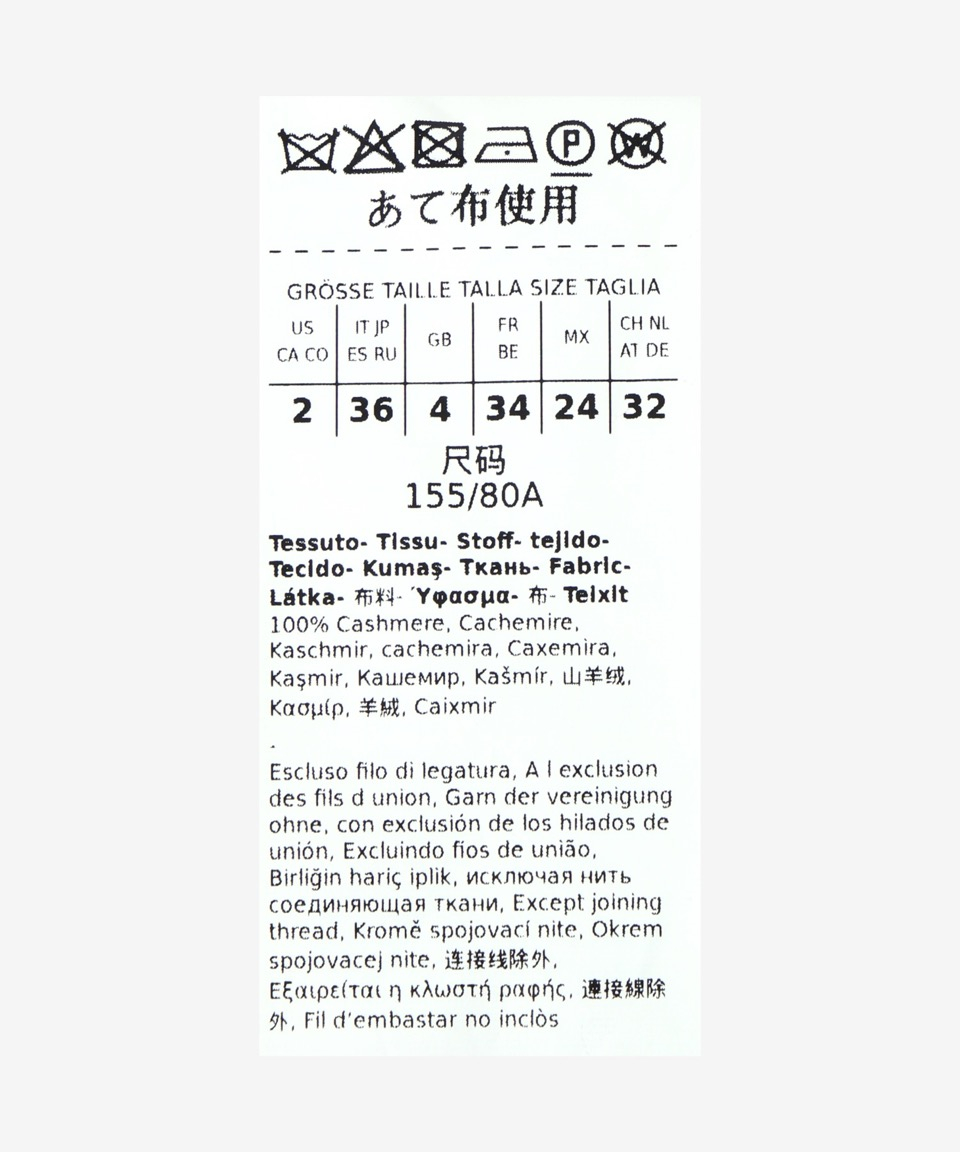 P W
あて布使用
GRÖSSE TAILLE TALLA SIZE TAGLIA
US CA CO
IT JP ES RU
GB
FR BE
MX
CH NL AT DE
2 36 4 34 24 32
尺码
155/80A
Tessuto- Tissu- Stoff- tejido-
Tecido- Kumaş- Ткань- Fabric-
Látka- 布料- Ύφασμα- 布- Teixit
100% Cashmere, Cachemire,
Kaschmir, cachemira, Caxemira,
Kaşmir, Кашемир, Kašmír, 山羊绒,
Κασμίρ, 羊絨, Caixmir
.
Escluso filo di legatura, A l exclusion
des fils d union, Garn der vereinigung
ohne, con exclusión de los hilados de
unión, Excluindo fios de união,
Birliğin hariç iplik, исключая нить
соединяющая ткани, Except joining
thread, Kromě spojovací nite, Okrem
spojovacej nite, 连接线除外,
Εξαιρείται η κλωστή ραφής, 連接線除
外, Fil d'embastar no inclòs